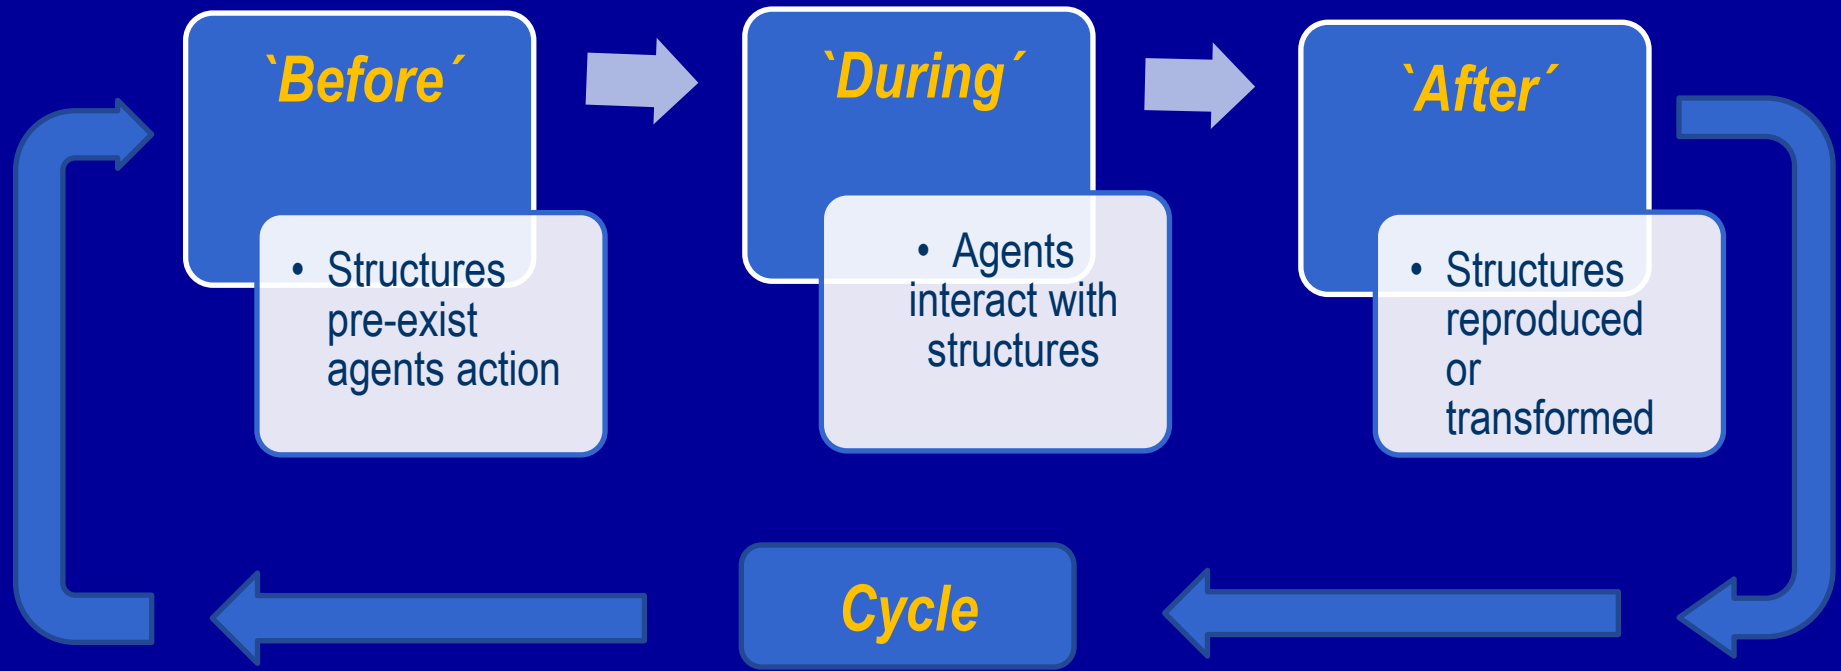 `Before´
• Structures
pre-exist
agents action
`During´
• Agents
interact with
structures
`After´
• Structures
reproduced
or
transformed
Cycle